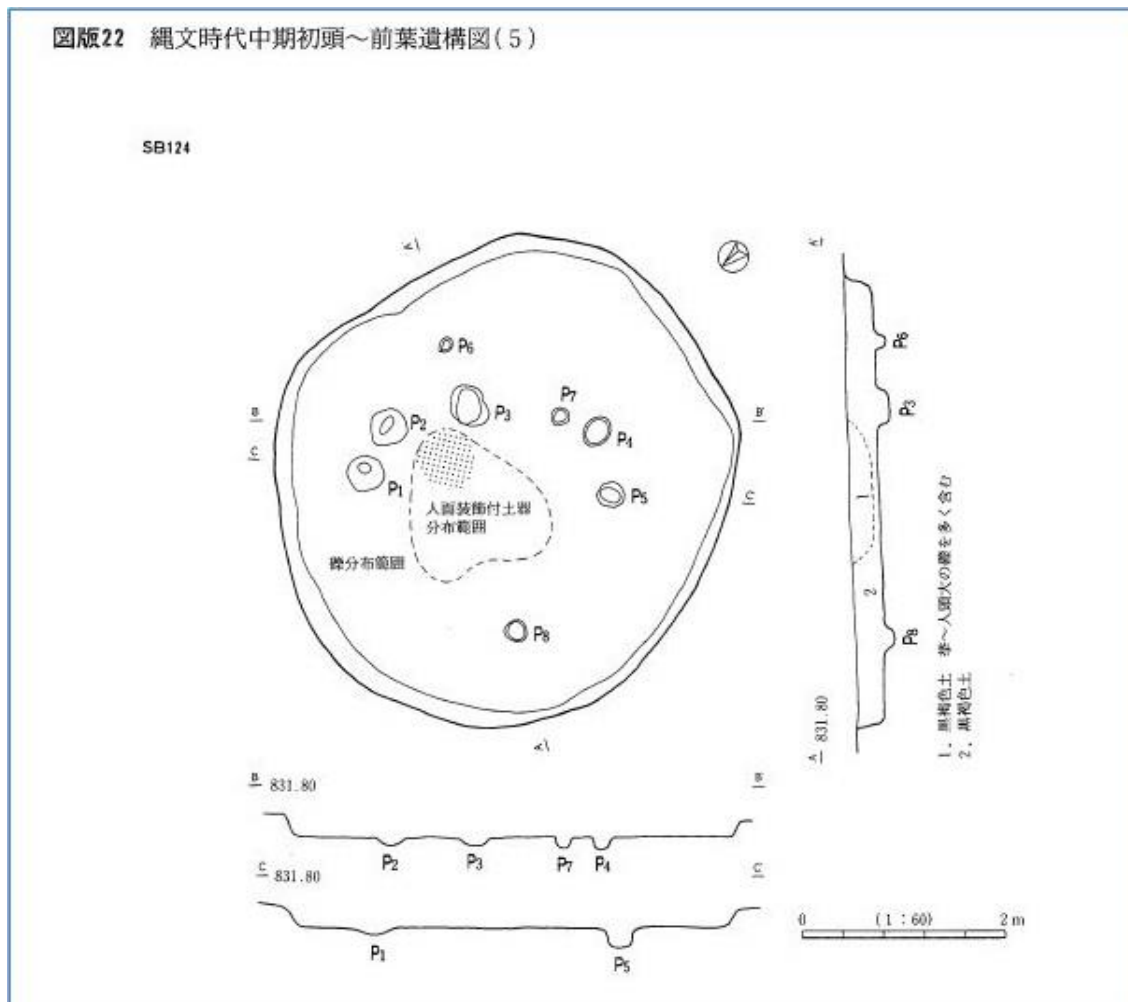 図版22 縄文時代中期初頭～前葉遺構図(5)
SB124
A'
A'
P6
P6
P3
P7
B
B'
P2
P4
P3
C
P1
P5
C'
人面装飾付土器
分布範囲
1
礫分布範囲
2
P8
P8
1. 黒褐色土 拳～人頭大の礫を多く含む
2. 黒褐色土
A 831.80
A
B 831.80
B'
P2
P3
P7
P4
C 831.80
C'
P1
P5
0 (1:60) 2m